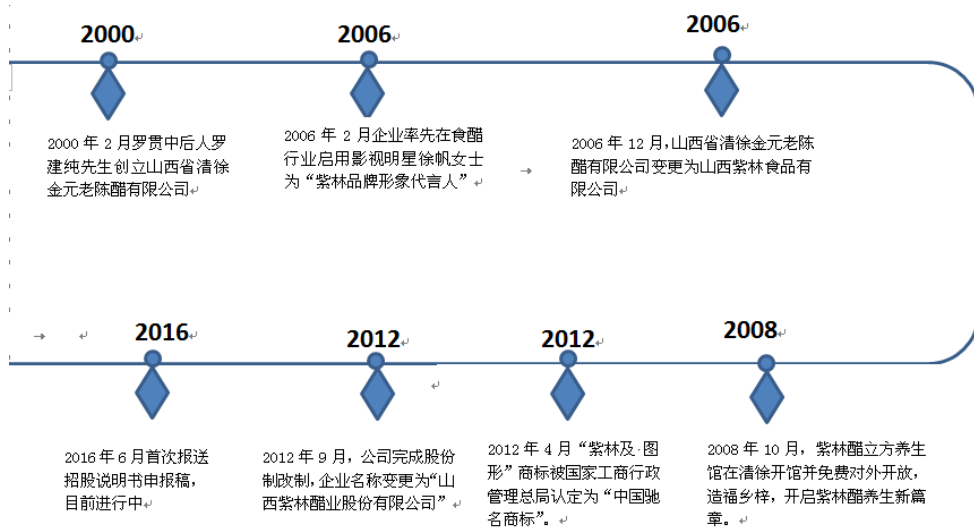 2000
2006
2006
2000 年 2 月罗贯中后人罗
建纯先生创立山西省清徐
金元老陈醋有限公司
2006 年 2 月企业率先在食醋
行业启用影视明星徐帆女士
为“紫林品牌形象代言人”
2006 年 12 月,山西省清徐金元老陈
醋有限公司变更为山西紫林食品有
限公司
2016
2012
2012
2008
2016 年 6 月首次报送
招股说明书申报稿，
目前进行中
2012 年 9 月，公司完成股份
制改制,企业名称变更为“山
西紫林醋业股份有限公司”
2012 年 4 月“紫林及·图
形”商标被国家工商行政
管理总局认定为“中国驰
名商标”。
2008 年 10 月，紫林醋立方养生
馆在清徐开馆并免费对外开放，
造福乡梓，开启紫林醋养生新篇
章。